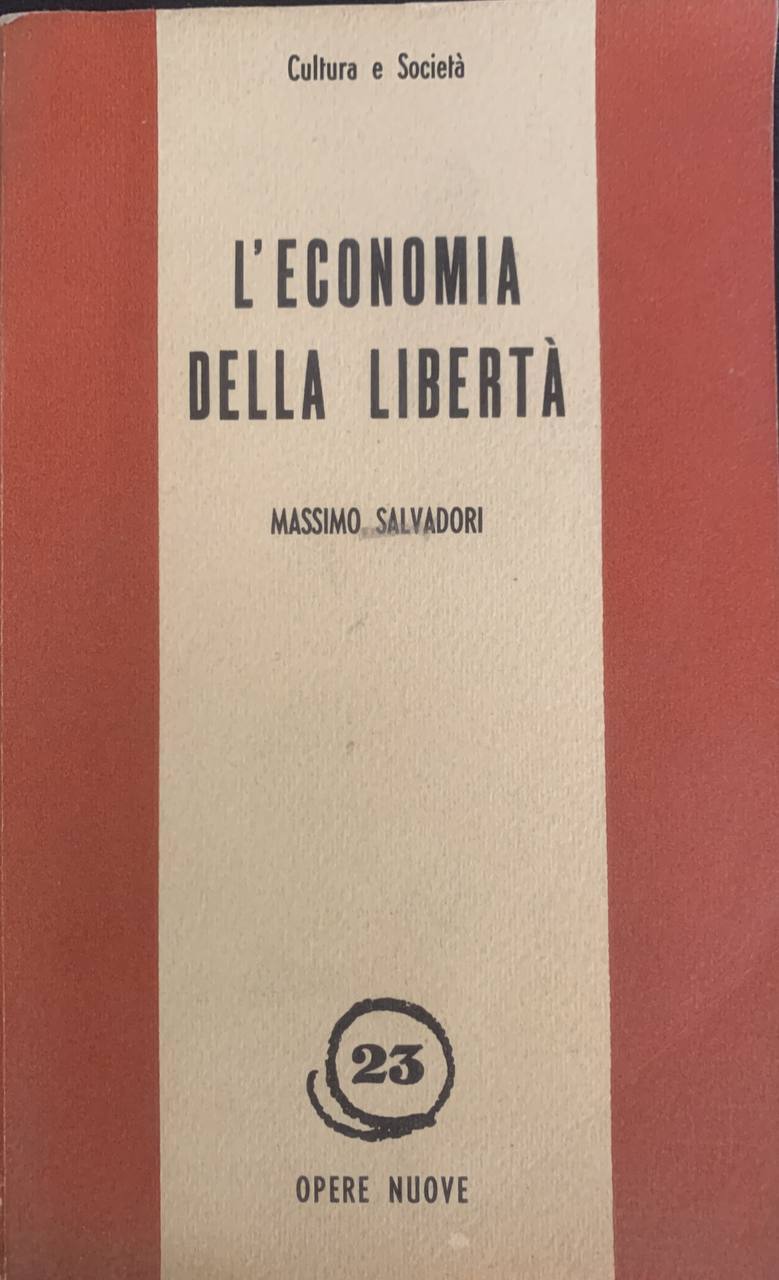 Cultura e Società
L'ECONOMIA
DELLA LIBERTÀ
MASSIMO SALVADORI
23
OPERE NUOVE